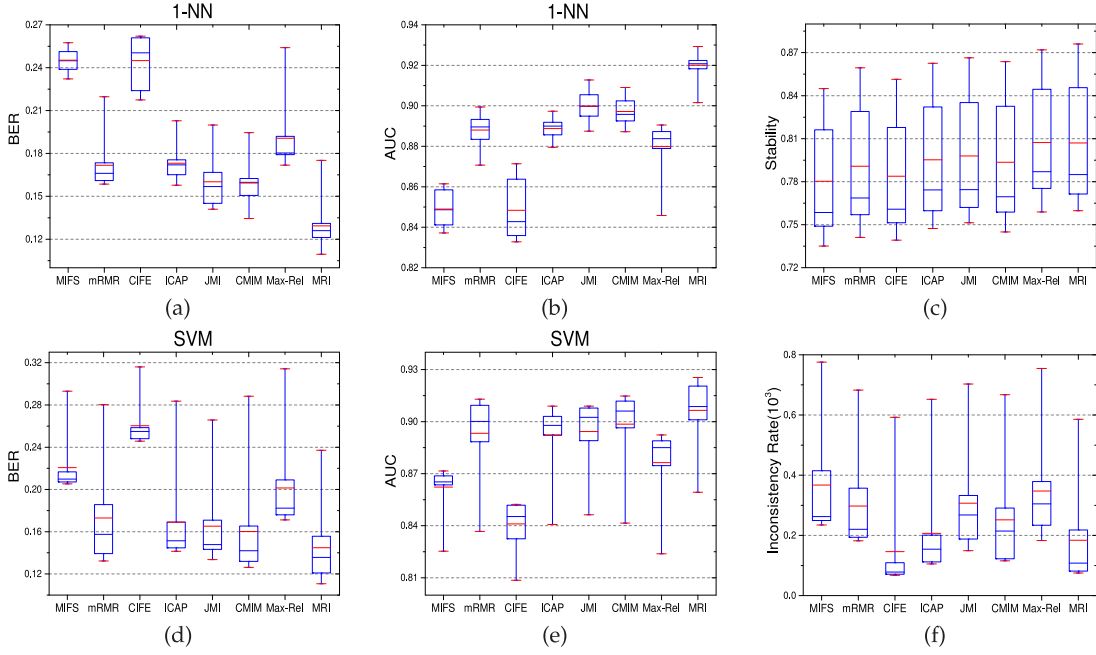 1-NN
BER
0.27
0.24
0.21
0.18
0.15
0.12
MIFS mRMR CIFE ICAP JMI CMIM Max-Rel MRI
(a)
1-NN
AUC
0.94
0.92
0.90
0.88
0.86
0.84
0.82
MIFS mRMR CIFE ICAP JMI CMIM Max-Rel MRI
(b)
Stability
0.87
0.84
0.81
0.78
0.75
0.72
MIFS mRMR CIFE ICAP JMI CMIM Max-Rel MRI
(c)
SVM
BER
0.32
0.28
0.24
0.20
0.16
0.12
MIFS mRMR CIFE ICAP JMI CMIM Max-Rel MRI
(d)
SVM
AUC
0.93
0.90
0.87
0.84
0.81
MIFS mRMR CIFE ICAP JMI CMIM Max-Rel MRI
(e)
Inconsistency Rate(10³)
0.8
0.6
0.4
0.2
0.0
MIFS mRMR CIFE ICAP JMI CMIM Max-Rel MRI
(f)